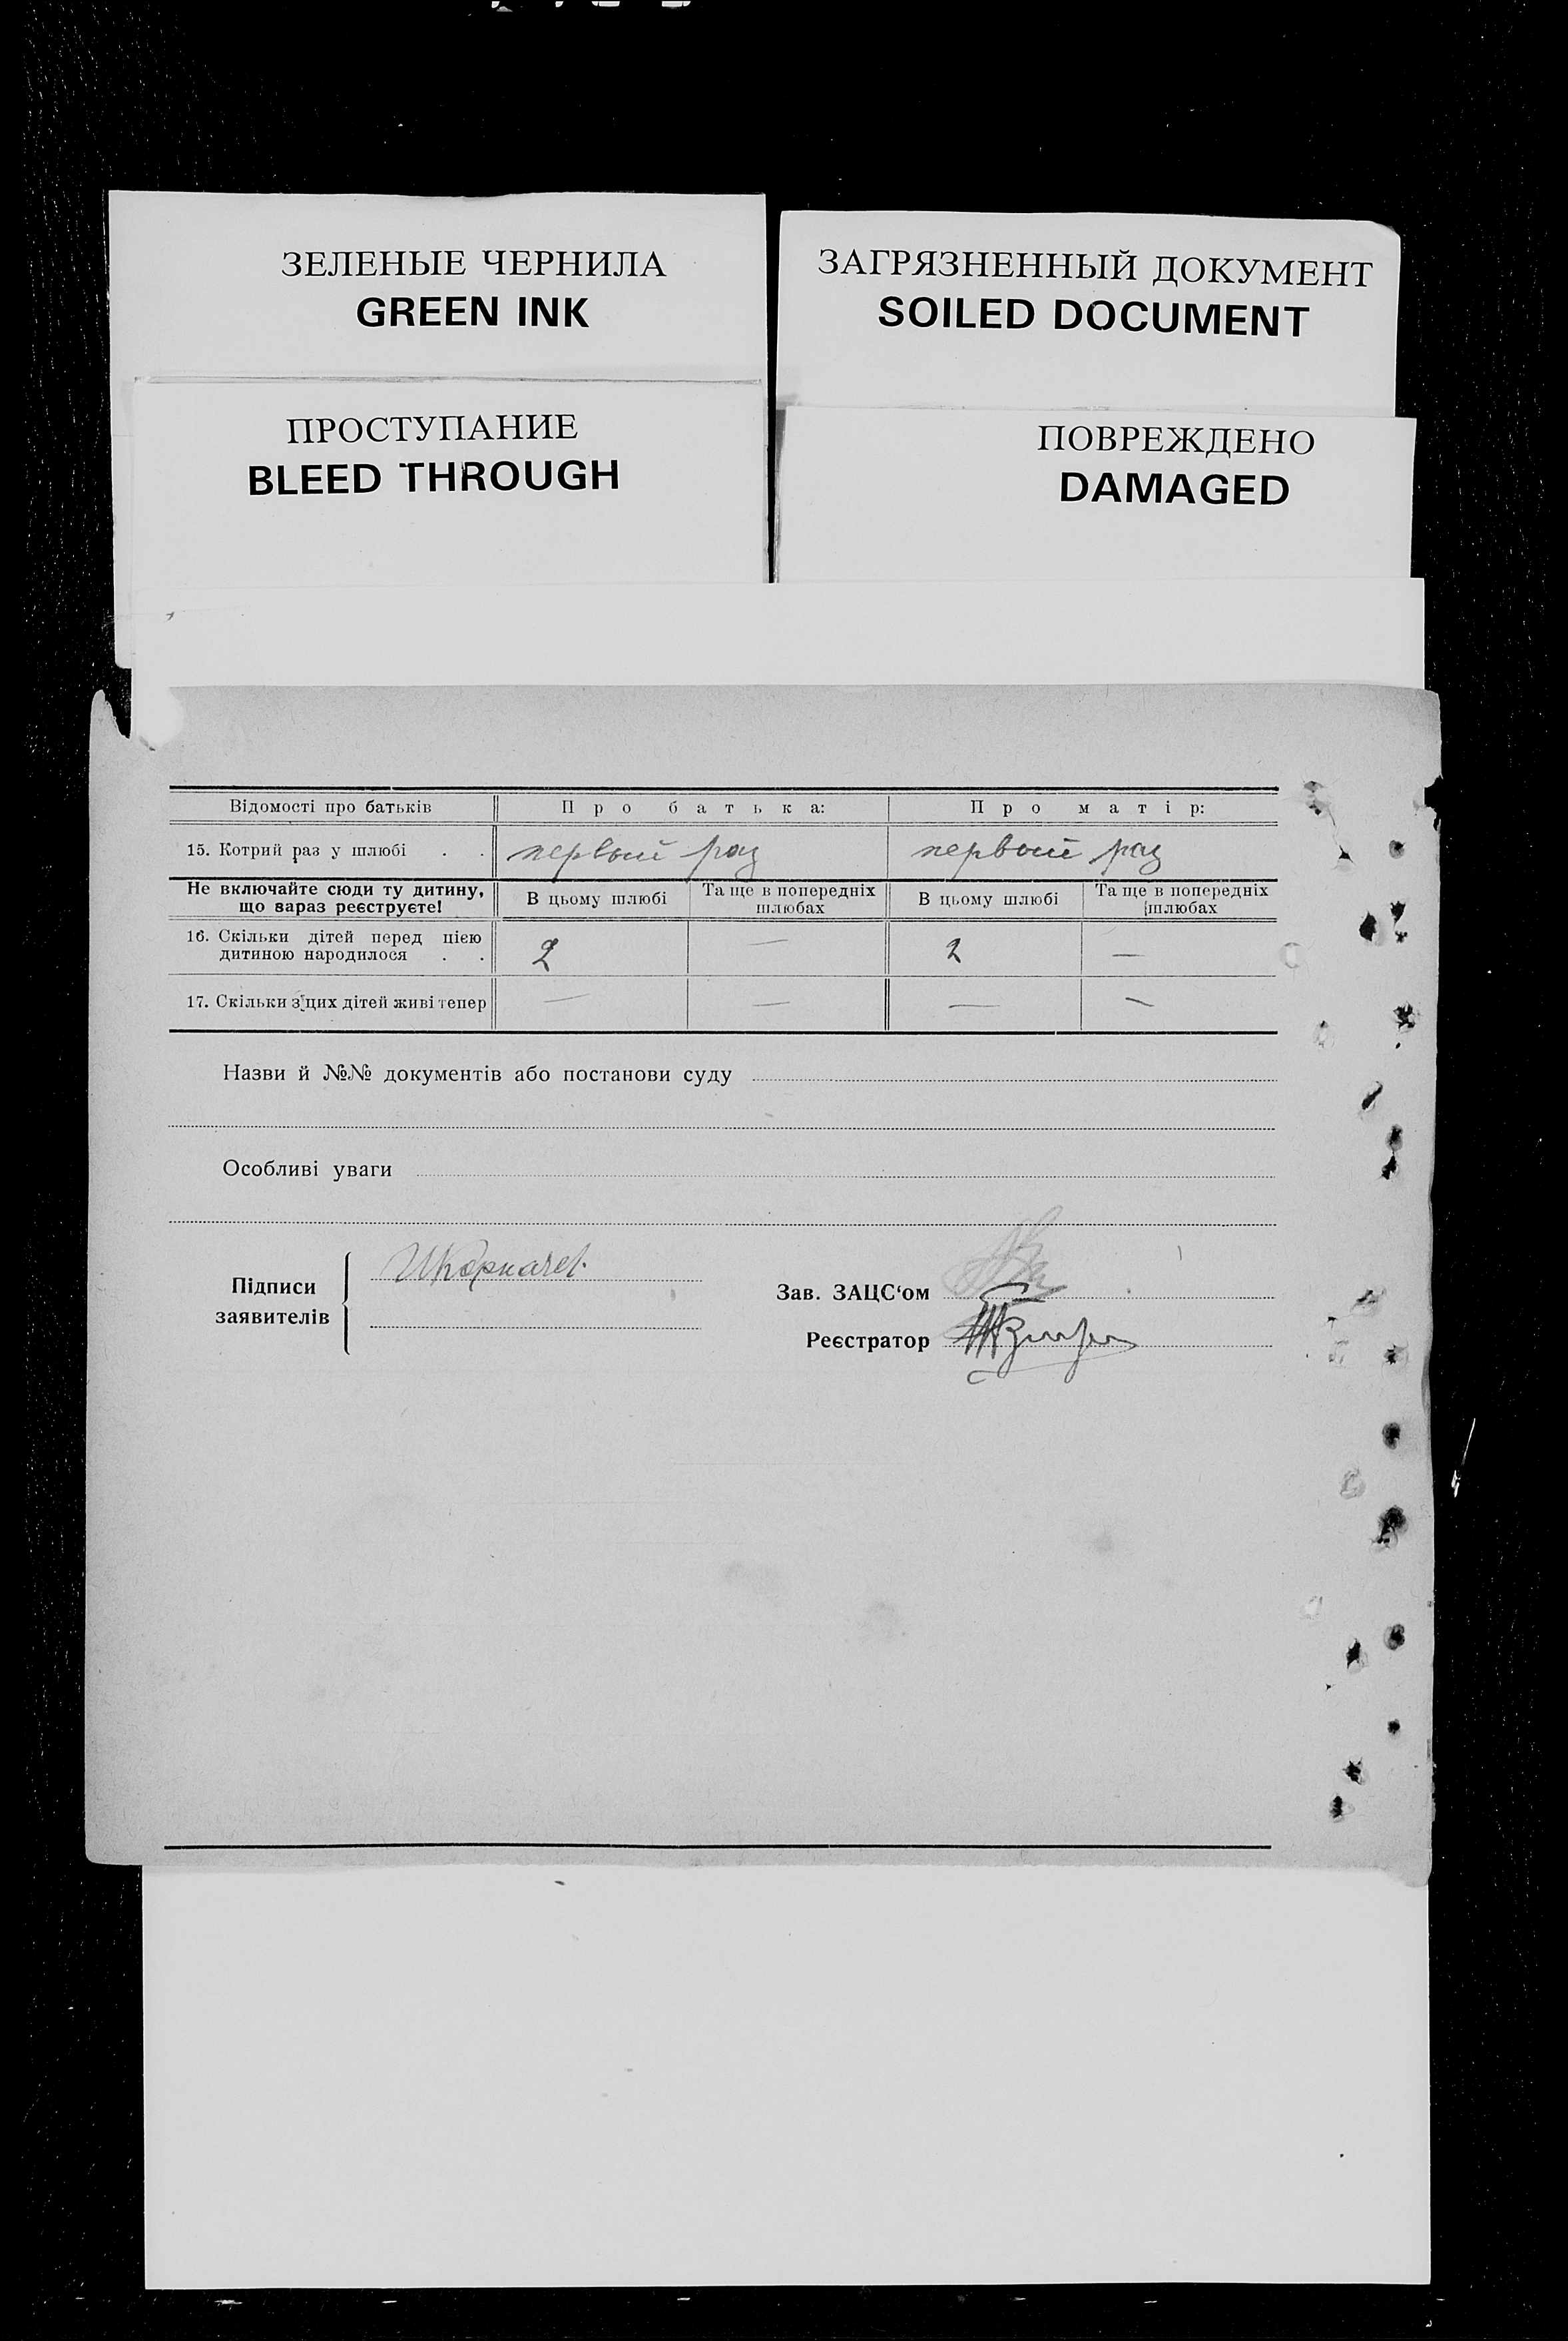 ЗЕЛЕНЫЕ ЧЕРНИЛА
GREEN INK
ЗАГРЯЗНЕННЫЙ ДОКУМЕНТ
SOILED DOCUMENT
ПРОСТУПАНИЕ
BLEED THROUGH
ПОВРЕЖДЕНО
DAMAGED
Відомості про батьків Про батька: Про матір:
15. Котрий раз у шлюбі . . первый раз первый раз
Не включайте сюди ту дитину, що зараз реєструєте! В цьому шлюбі Та ще в попередніх шлюбах В цьому шлюбі Та ще в попередніх шлюбах
16. Скільки дітей перед цією
дитиною народилося . . 2 — 2 —
17. Скільки з цих дітей живі тепер — — — —
Назви й №№ документів або постанови суду
Особливі уваги
Підписи
заявителів
Зав. ЗАЦС‘ом
Реєстратор